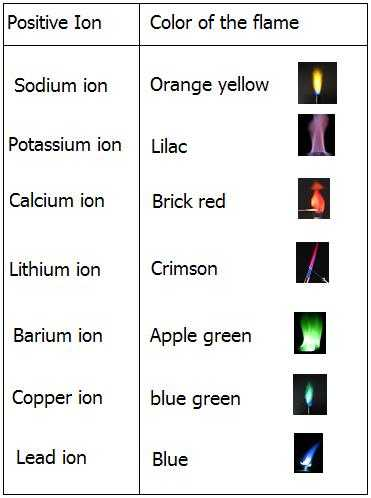 Positive Ion Color of the flame
Sodium ion Orange yellow
Potassium ion Lilac
Calcium ion Brick red
Lithium ion Crimson
Barium ion Apple green
Copper ion blue green
Lead ion Blue